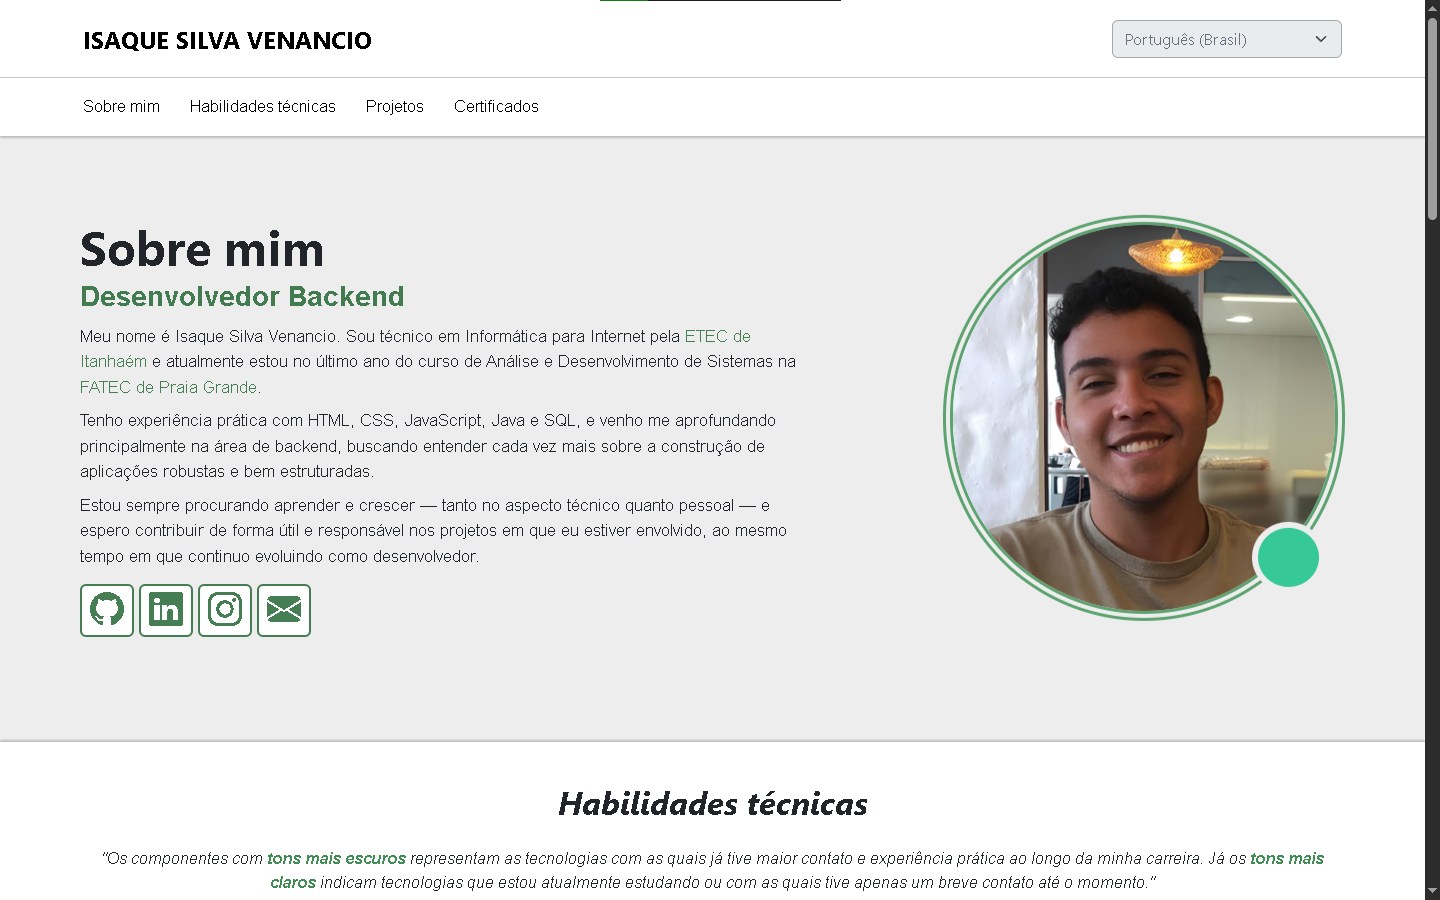 ISAQUE SILVA VENANCIO
Português (Brasil)
Sobre mim
Habilidades técnicas
Projetos
Certificados
Sobre mim
Desenvolvedor Backend
Meu nome é Isaque Silva Venancio. Sou técnico em Informática para Internet pela ETEC de
Itanhaém e atualmente estou no último ano do curso de Análise e Desenvolvimento de Sistemas na
FATEC de Praia Grande.
Tenho experiência prática com HTML, CSS, JavaScript, Java e SQL, e venho me aprofundando
principalmente na área de backend, buscando entender cada vez mais sobre a construção de
aplicações robustas e bem estruturadas.
Estou sempre procurando aprender e crescer — tanto no aspecto técnico quanto pessoal — e
espero contribuir de forma útil e responsável nos projetos em que eu estiver envolvido, ao mesmo
tempo em que continuo evoluindo como desenvolvedor.
in
Habilidades técnicas
"Os componentes com tons mais escuros representam as tecnologias com as quais já tive maior contato e experiência prática ao longo da minha carreira. Já os tons mais
claros indicam tecnologias que estou atualmente estudando ou com as quais tive apenas um breve contato até o momento."